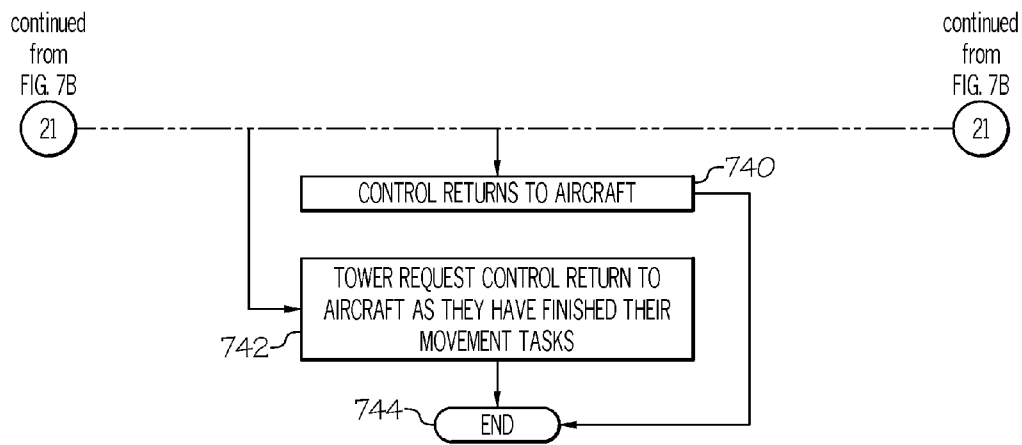 continued
from
FIG. 7B
21
continued
from
FIG. 7B
21
740
CONTROL RETURNS TO AIRCRAFT
TOWER REQUEST CONTROL RETURN TO
AIRCRAFT AS THEY HAVE FINISHED THEIR
MOVEMENT TASKS
742
744
END